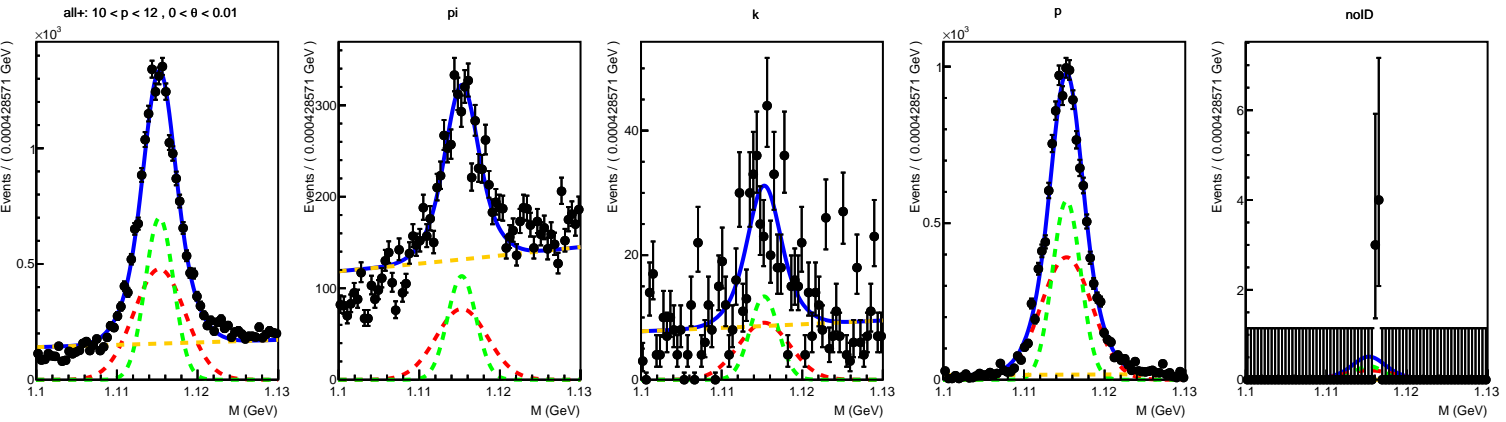 all+: 10 < p < 12 , 0 < θ < 0.01
×10³
Events / ( 0.000428571 GeV )
1
0.5
0
1.1 1.11 1.12 1.13
M (GeV)
pi
Events / ( 0.000428571 GeV )
300
200
100
0
1.1 1.11 1.12 1.13
M (GeV)
k
Events / ( 0.000428571 GeV )
40
20
0
1.1 1.11 1.12 1.13
M (GeV)
p
×10³
Events / ( 0.000428571 GeV )
1
0.5
0
1.1 1.11 1.12 1.13
M (GeV)
noID
Events / ( 0.000428571 GeV )
6
4
2
0
1.1 1.11 1.12 1.13
M (GeV)